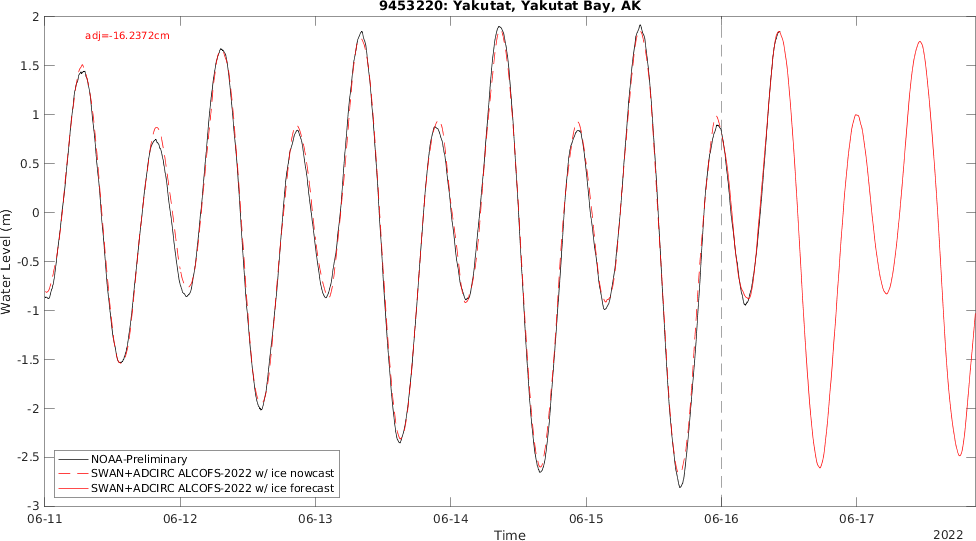 9453220: Yakutat, Yakutat Bay, AK
adj=-16.2372cm
2
1.5
1
0.5
0
-0.5
-1
-1.5
-2
-2.5
-3
Water Level (m)
NOAA-Preliminary
SWAN+ADCIRC ALCOFS-2022 w/ ice nowcast
SWAN+ADCIRC ALCOFS-2022 w/ ice forecast
06-11 06-12 06-13 06-14 06-15 06-16 06-17
Time
2022